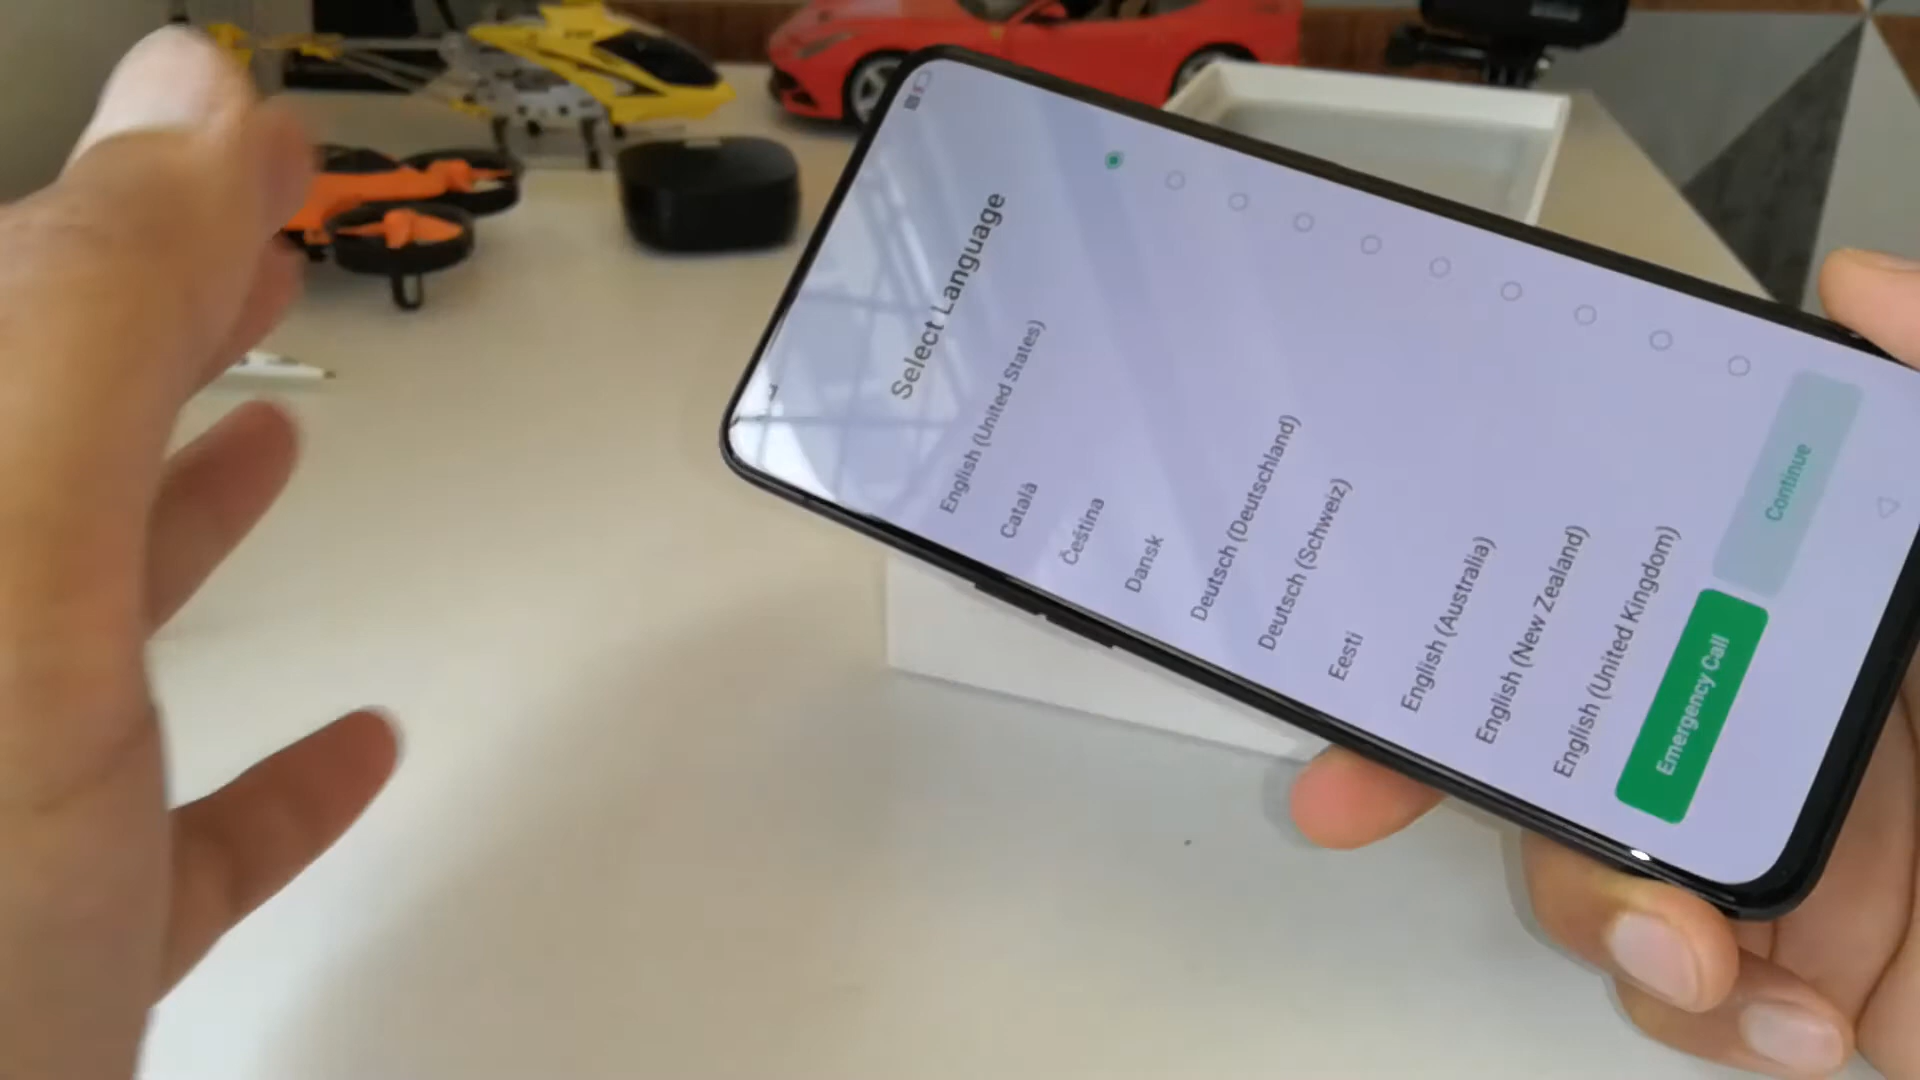 Select Language
English (United States)
Català
Čeština
Dansk
Deutsch (Deutschland)
Deutsch (Schweiz)
Eesti
English (Australia)
English (New Zealand)
English (United Kingdom)
Emergency Call
Continue